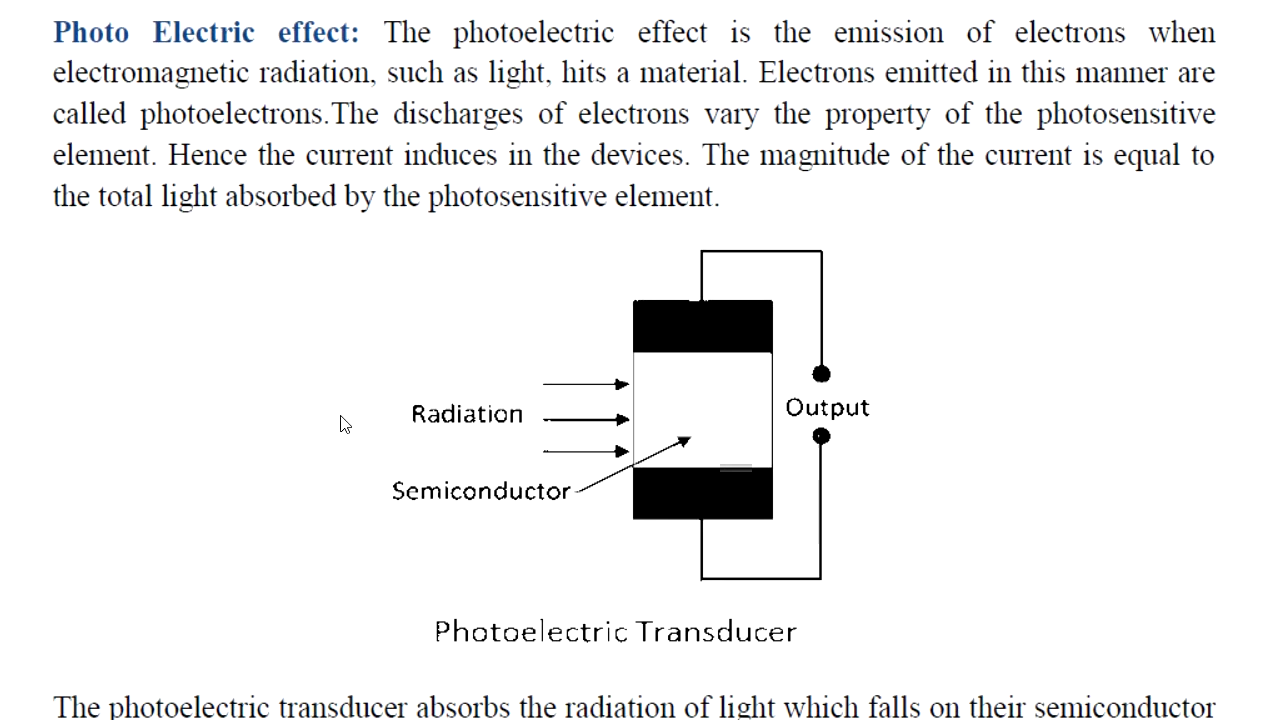 Photo Electric effect: The photoelectric effect is the emission of electrons when
electromagnetic radiation, such as light, hits a material. Electrons emitted in this manner are
called photoelectrons.The discharges of electrons vary the property of the photosensitive
element. Hence the current induces in the devices. The magnitude of the current is equal to
the total light absorbed by the photosensitive element.
Radiation
Output
Semiconductor
Photoelectric Transducer
The photoelectric transducer absorbs the radiation of light which falls on their semiconductor